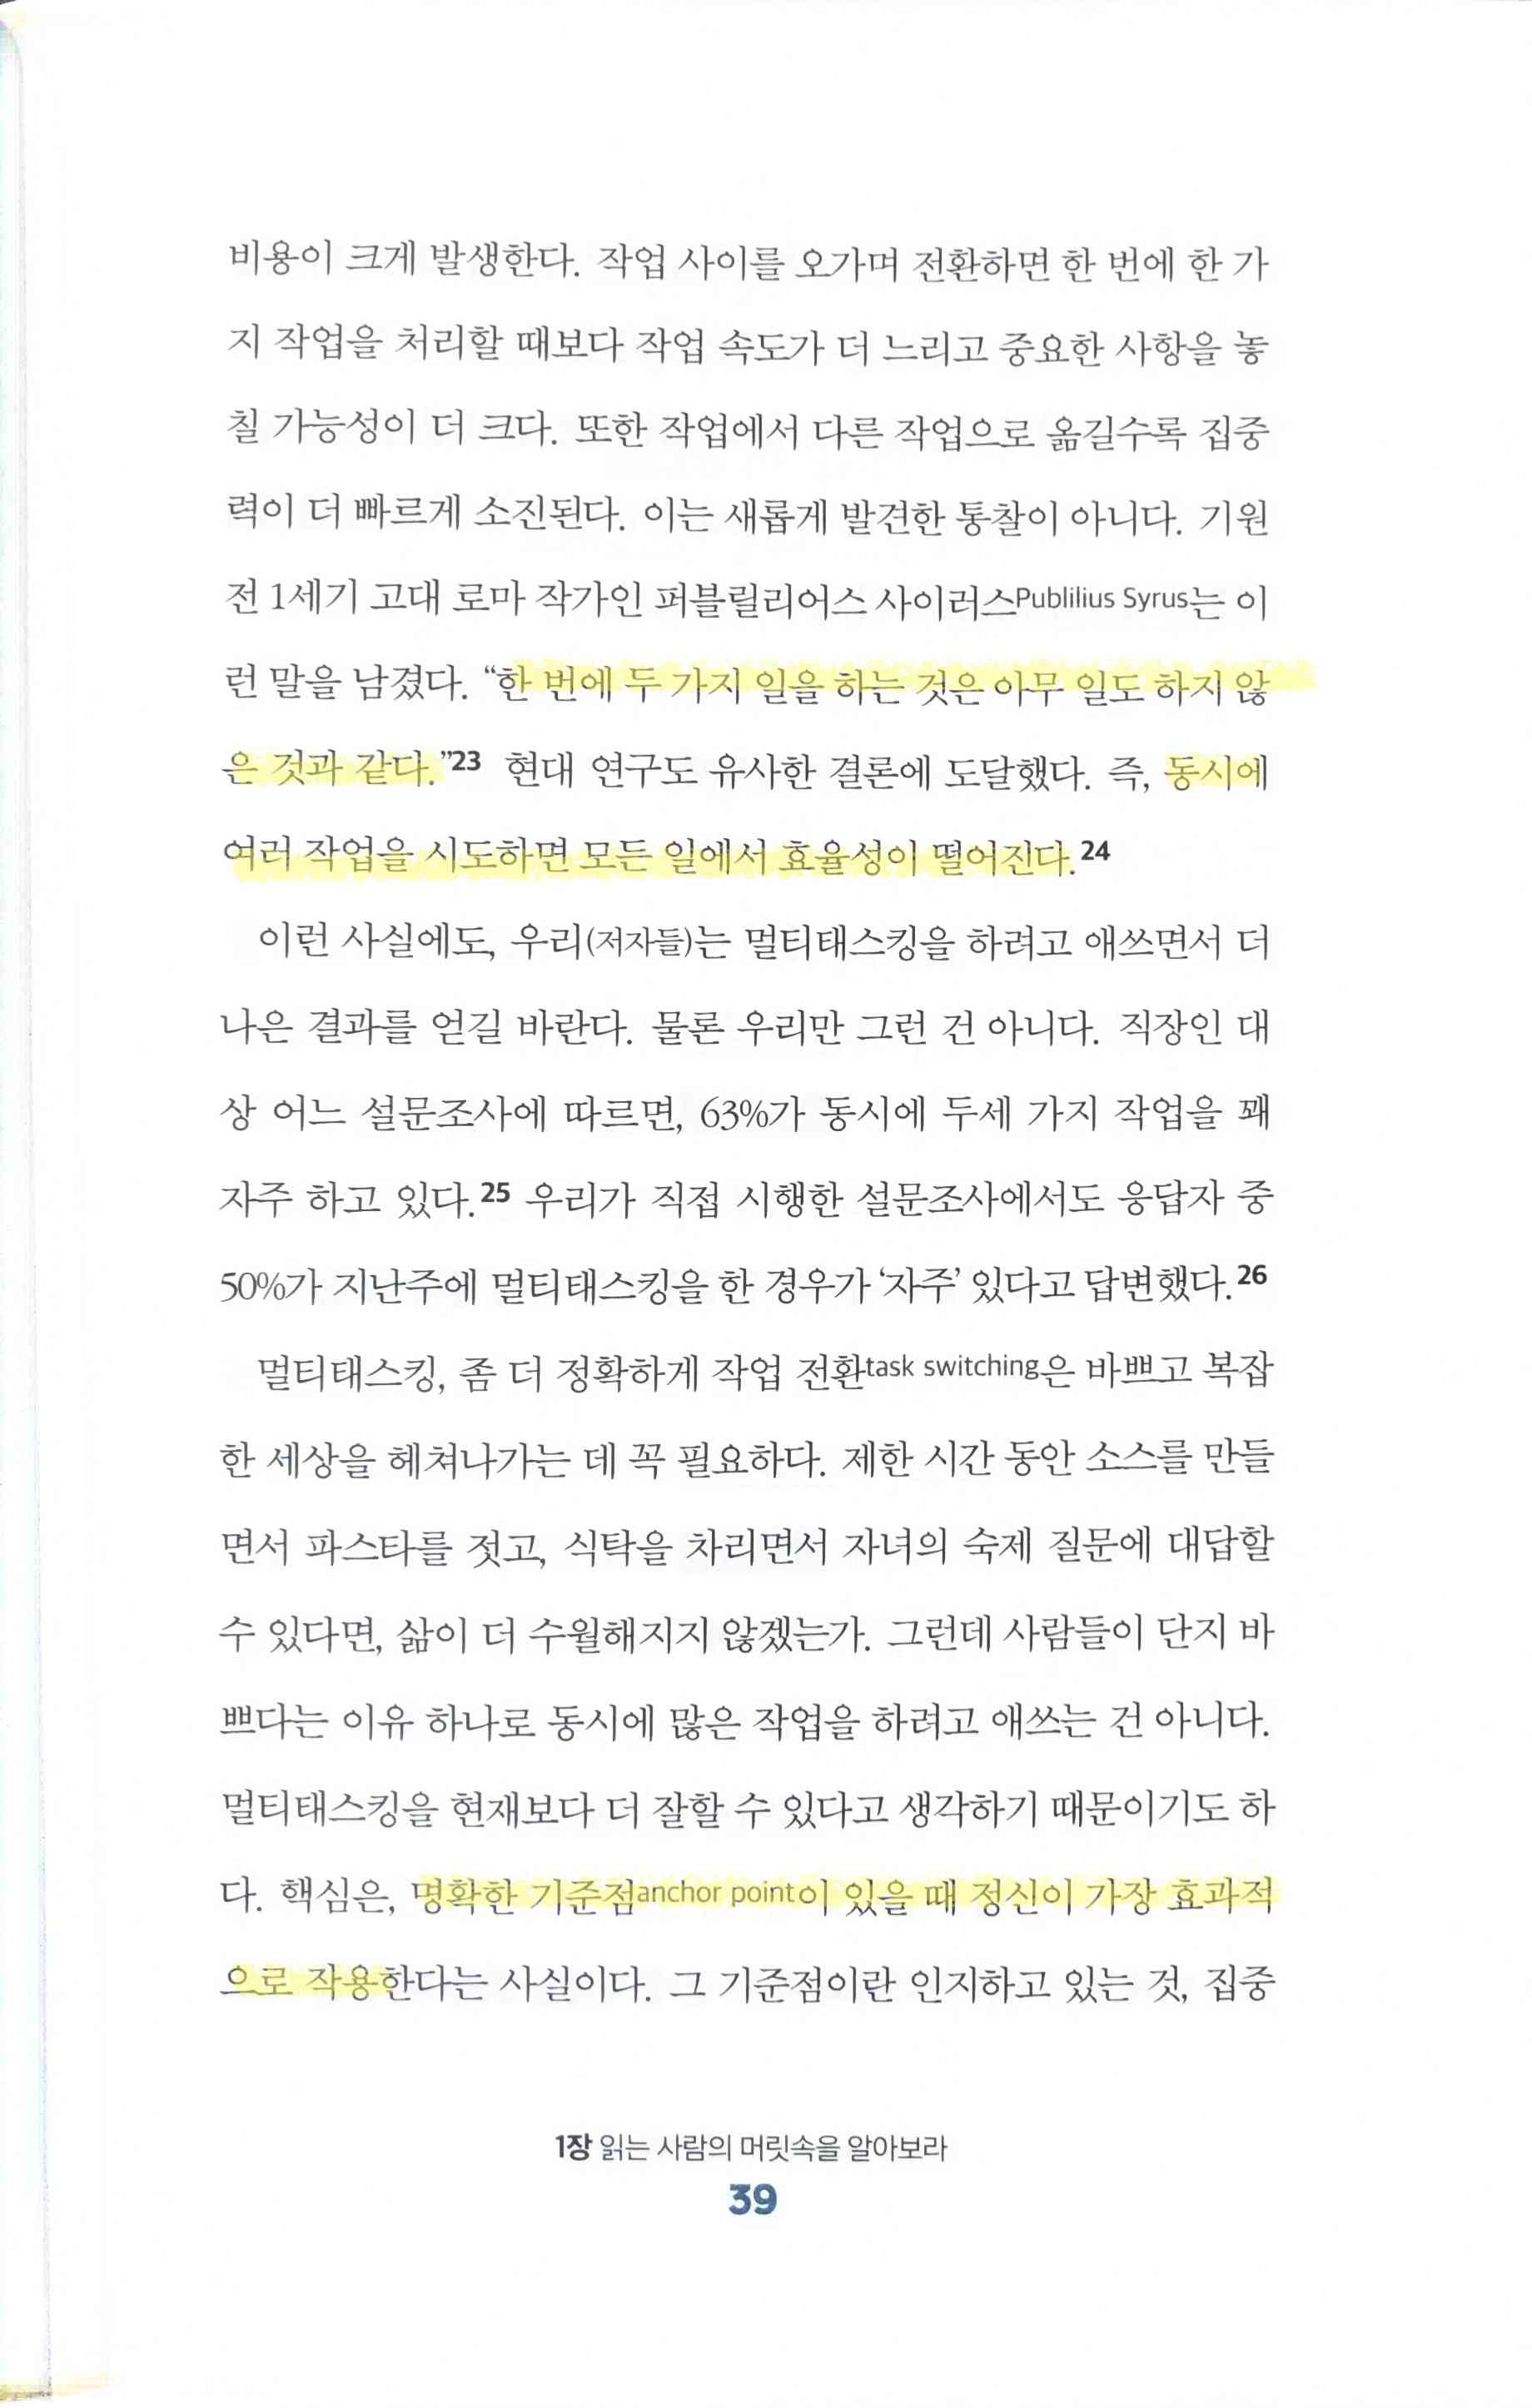 비용이 크게 발생한다. 작업 사이를 오가며 전환하면 한 번에 한 가
지 작업을 처리할 때보다 작업 속도가 더 느리고 중요한 사항을 놓
칠 가능성이 더 크다. 또한 작업에서 다른 작업으로 옮길수록 집중
력이 더 빠르게 소진된다. 이는 새롭게 발견한 통찰이 아니다. 기원
전 1세기 고대 로마 작가인 퍼블릴리어스 사이러스Publilius Syrus는 이
런 말을 남겼다. “한 번에 두 가지 일을 하는 것은 아무 일도 하지 않
은 것과 같다.”23 현대 연구도 유사한 결론에 도달했다. 즉, 동시에
여러 작업을 시도하면 모든 일에서 효율성이 떨어진다.24
이런 사실에도, 우리(저자들)는 멀티태스킹을 하려고 애쓰면서 더
나은 결과를 얻길 바란다. 물론 우리만 그런 건 아니다. 직장인 대
상 어느 설문조사에 따르면, 63%가 동시에 두세 가지 작업을 꽤
자주 하고 있다.25 우리가 직접 시행한 설문조사에서도 응답자 중
50%가 지난주에 멀티태스킹을 한 경우가 ‘자주’ 있다고 답변했다.26
멀티태스킹, 좀 더 정확하게 작업 전환task switching은 바쁘고 복잡
한 세상을 헤쳐나가는 데 꼭 필요하다. 제한 시간 동안 소스를 만들
면서 파스타를 젓고, 식탁을 차리면서 자녀의 숙제 질문에 대답할
수 있다면, 삶이 더 수월해지지 않겠는가. 그런데 사람들이 단지 바
쁘다는 이유 하나로 동시에 많은 작업을 하려고 애쓰는 건 아니다.
멀티태스킹을 현재보다 더 잘할 수 있다고 생각하기 때문이기도 하
다. 핵심은, 명확한 기준점anchor point이 있을 때 정신이 가장 효과적
으로 작용한다는 사실이다. 그 기준점이란 인지하고 있는 것, 집중
1장 읽는 사람의 머릿속을 알아보라
39